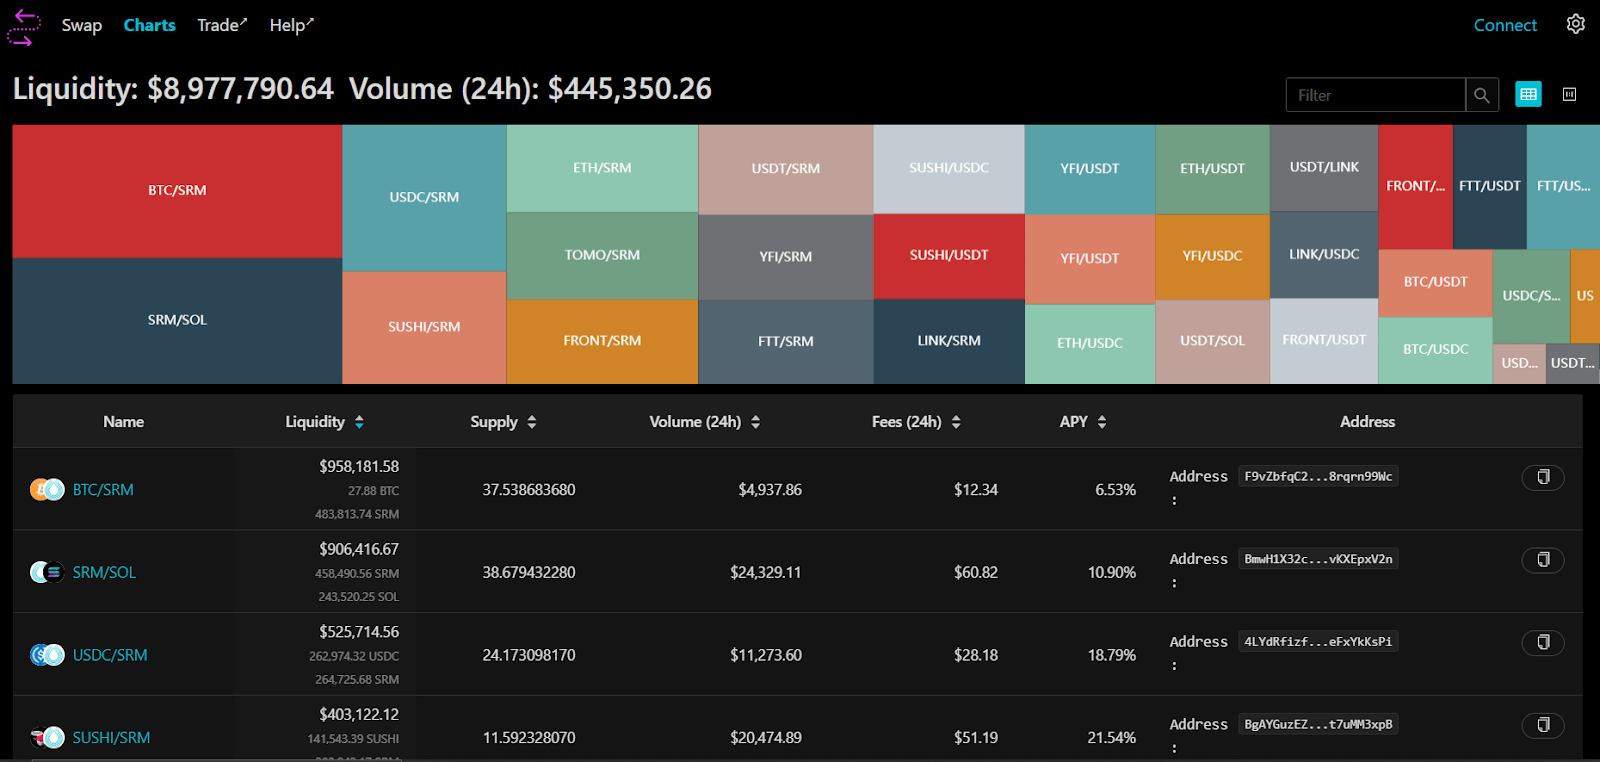 Swap Charts Trade↗ Help↗ Connect
Liquidity: $8,977,790.64 Volume (24h): $445,350.26
Filter
BTC/SRM
SRM/SOL
USDC/SRM
SUSHI/SRM
ETH/SRM
TOMO/SRM
FRONT/SRM
USDT/SRM
YFI/SRM
FTT/SRM
SUSHI/USDC
SUSHI/USDT
LINK/SRM
YFI/USDT
YFI/USDT
ETH/USDC
ETH/USDT
YFI/USDC
USDT/SOL
USDT/LINK
LINK/USDC
FRONT/USDT
FRONT/...
FTT/USDT
FTT/US...
BTC/USDT
BTC/USDC
USDC/S...
US
USD...
USDT...
Name Liquidity Supply Volume (24h) Fees (24h) APY Address
$958,181.58
BTC/SRM 27.88 BTC 37.538683680 $4,937.86 $12.34 6.53% Address F9vZbfqC2...8rqrn99Wc
:
483,813.74 SRM
$906,416.67
SRM/SOL 458,490.56 SRM 38.679432280 $24,329.11 $60.82 10.90% Address BmwH1X32c...vKXEpxV2n
:
243,520.25 SOL
$525,714.56
USDC/SRM 262,974.32 USDC 24.173098170 $11,273.60 $28.18 18.79% Address 4LYdRfizf...eFxYkKsPi
:
264,725.68 SRM
$403,122.12
SUSHI/SRM 141,543.39 SUSHI 11.592328070 $20,474.89 $51.19 21.54% Address BgAYGuzEZ...t7uMM3xpB
: